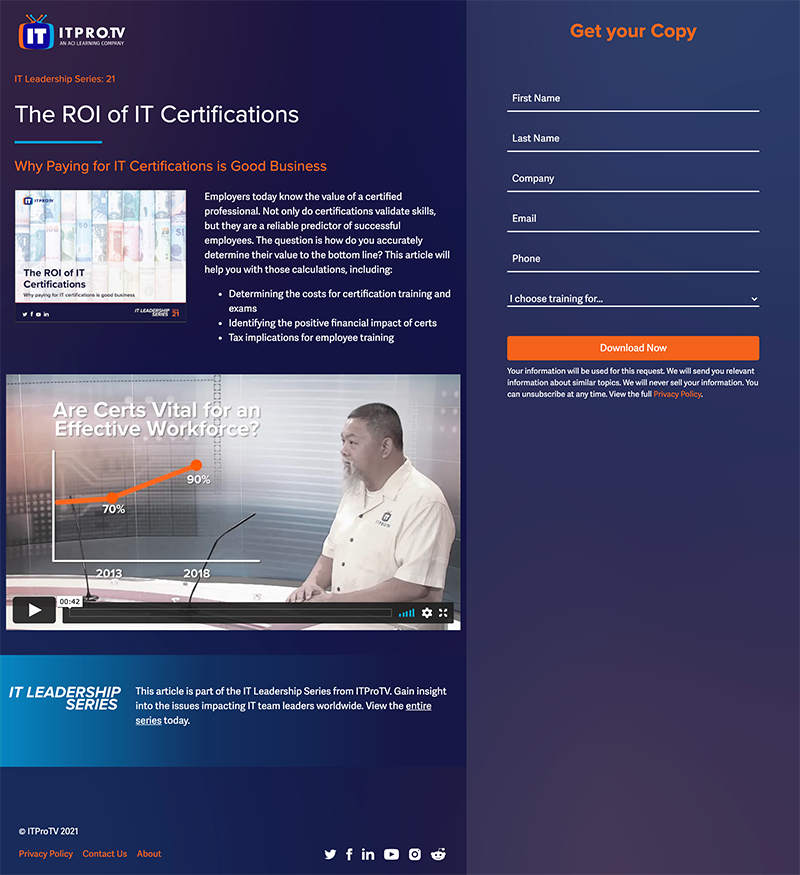 IT ITPRO.TV
AN ACI LEARNING COMPANY
IT Leadership Series: 21
The ROI of IT Certifications
Why Paying for IT Certifications is Good Business
IT ITPRO.TV
The ROI of IT
Certifications
Why paying for IT certifications is good business
IT LEADERSHIP
SERIES 21
Employers today know the value of a certified
professional. Not only do certifications validate skills,
but they are a reliable predictor of successful
employees. The question is how do you accurately
determine their value to the bottom line? This article will
help you with those calculations, including:
• Determining the costs for certification training and
exams
• Identifying the positive financial impact of certs
• Tax implications for employee training
Are Certs Vital for an
Effective Workforce?
90%
70%
2013 2018
IT
ITPRO.TV
00:42
IT LEADERSHIP
SERIES
This article is part of the IT Leadership Series from ITProTV. Gain insight
into the issues impacting IT team leaders worldwide. View the entire
series today.
© ITProTV 2021
Privacy Policy Contact Us About
Get your Copy
First Name
Last Name
Company
Email
Phone
I choose training for...
Download Now
Your information will be used for this request. We will send you relevant
information about similar topics. We will never sell your information. You
can unsubscribe at any time. View the full Privacy Policy.